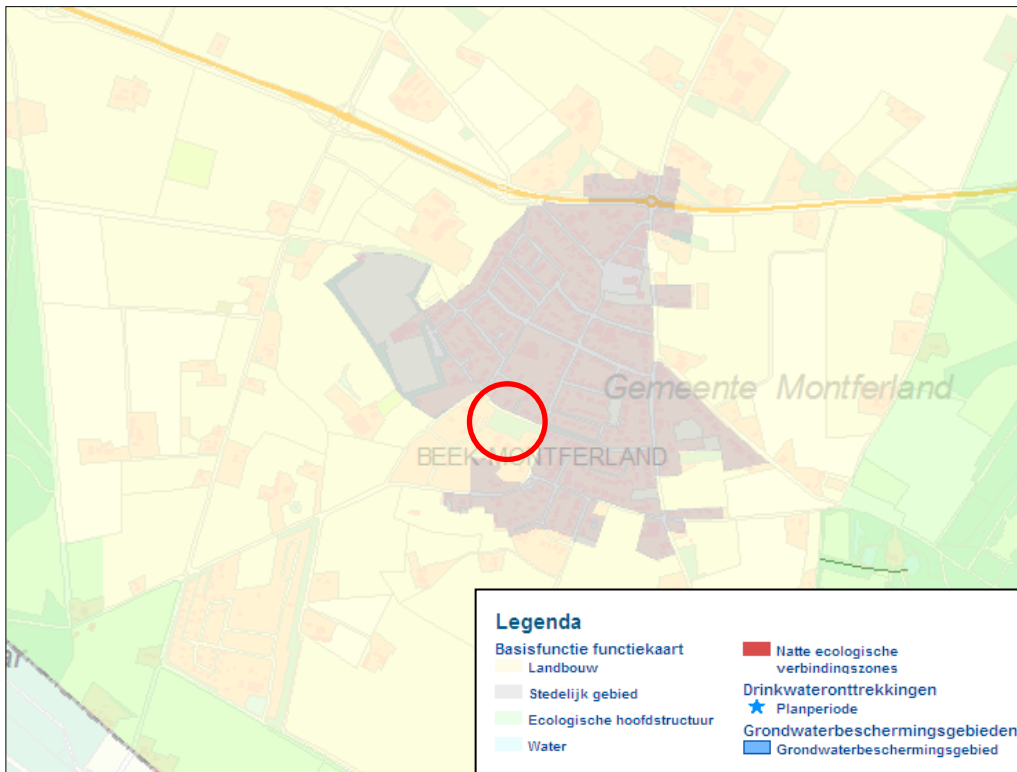 Gemeente Montferland
BEEK-MONTFERLAND
ar
Legenda
Basisfunctie functiekaart
Landbouw
Stedelijk gebied
Ecologische hoofdstructuur
Water
Natte ecologische
verbindingszones
Drinkwateronttrekkingen
Planperiode
Grondwaterbeschermingsgebieden
Grondwaterbeschermingsgebied